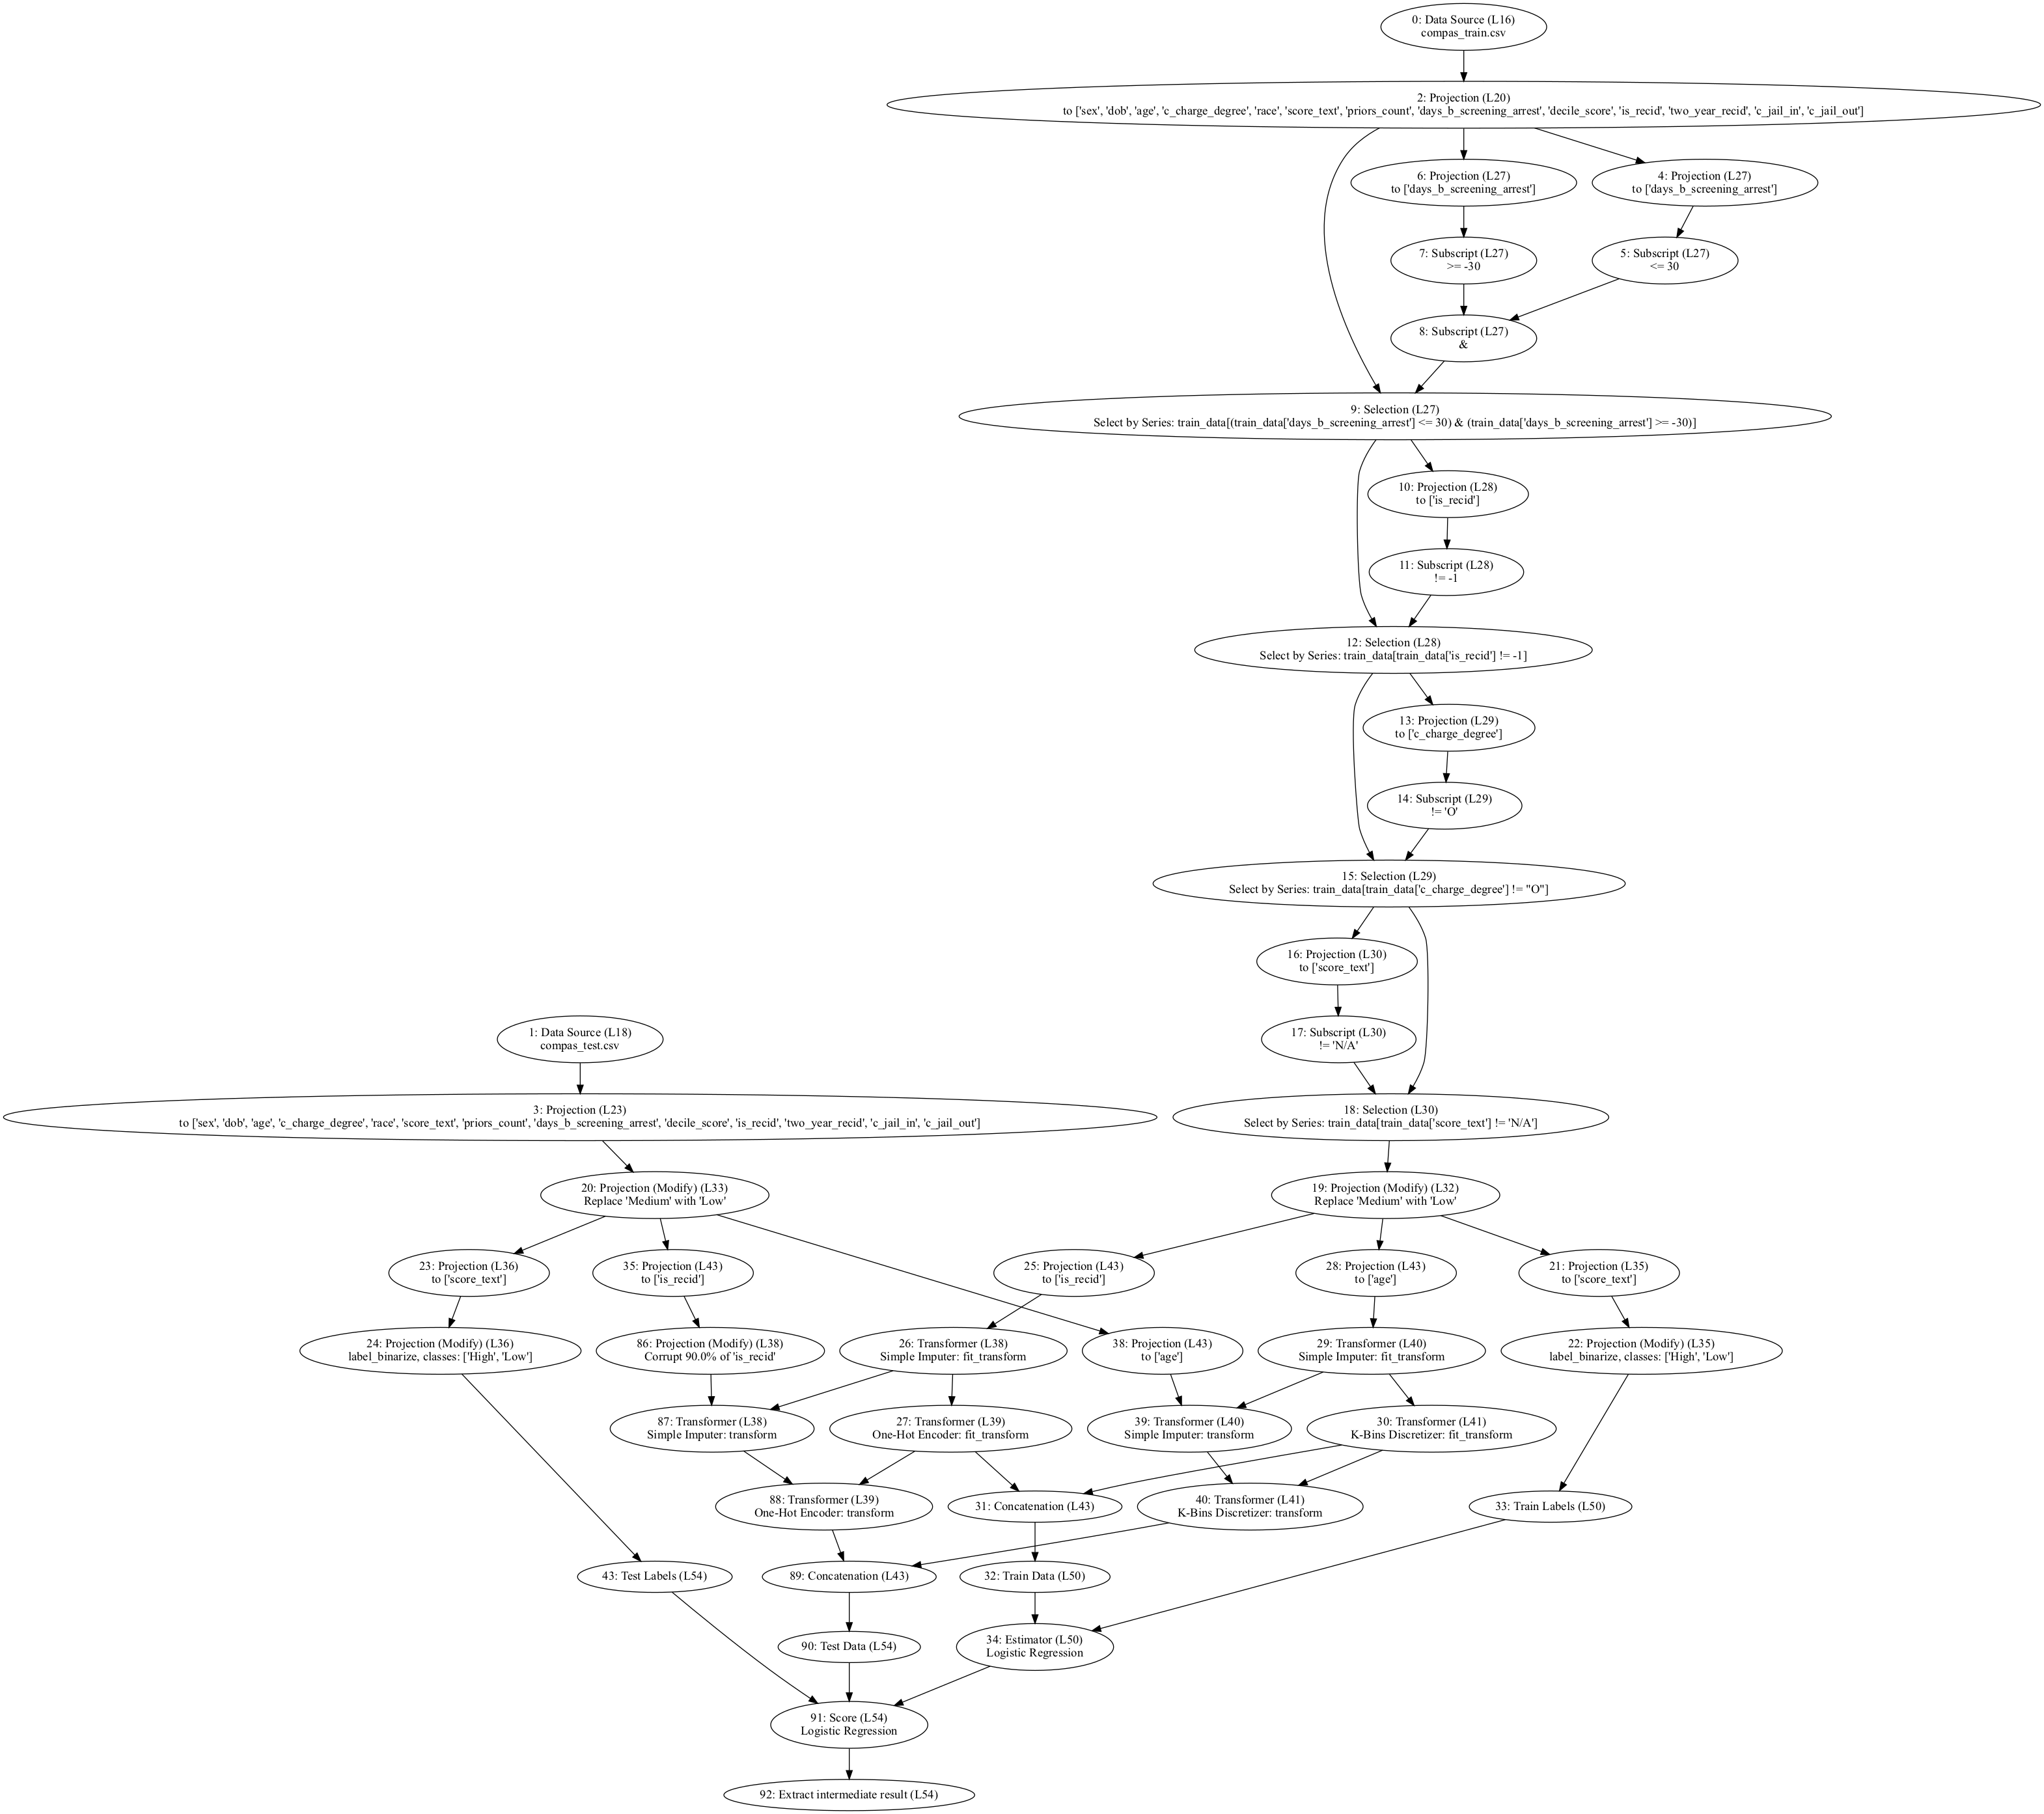 0: Data Source (L16)
compas_train.csv
2: Projection (L20)
to ['sex', 'dob', 'age', 'c_charge_degree', 'race', 'score_text', 'priors_count', 'days_b_screening_arrest', 'decile_score', 'is_recid', 'two_year_recid', 'c_jail_in', 'c_jail_out']
6: Projection (L27)
to ['days_b_screening_arrest']
4: Projection (L27)
to ['days_b_screening_arrest']
7: Subscript (L27)
>= -30
5: Subscript (L27)
<= 30
8: Subscript (L27)
&
9: Selection (L27)
Select by Series: train_data[(train_data['days_b_screening_arrest'] <= 30) & (train_data['days_b_screening_arrest'] >= -30)]
10: Projection (L28)
to ['is_recid']
11: Subscript (L28)
!= -1
12: Selection (L28)
Select by Series: train_data[train_data['is_recid'] != -1]
13: Projection (L29)
to ['c_charge_degree']
14: Subscript (L29)
!= 'O'
15: Selection (L29)
Select by Series: train_data[train_data['c_charge_degree'] != "O"]
16: Projection (L30)
to ['score_text']
1: Data Source (L18)
compas_test.csv
17: Subscript (L30)
!= 'N/A'
3: Projection (L23)
to ['sex', 'dob', 'age', 'c_charge_degree', 'race', 'score_text', 'priors_count', 'days_b_screening_arrest', 'decile_score', 'is_recid', 'two_year_recid', 'c_jail_in', 'c_jail_out']
18: Selection (L30)
Select by Series: train_data[train_data['score_text'] != 'N/A']
20: Projection (Modify) (L33)
Replace 'Medium' with 'Low'
19: Projection (Modify) (L32)
Replace 'Medium' with 'Low'
23: Projection (L36)
to ['score_text']
35: Projection (L43)
to ['is_recid']
25: Projection (L43)
to ['is_recid']
28: Projection (L43)
to ['age']
21: Projection (L35)
to ['score_text']
24: Projection (Modify) (L36)
label_binarize, classes: ['High', 'Low']
86: Projection (Modify) (L38)
Corrupt 90.0% of 'is_recid'
26: Transformer (L38)
Simple Imputer: fit_transform
38: Projection (L43)
to ['age']
29: Transformer (L40)
Simple Imputer: fit_transform
22: Projection (Modify) (L35)
label_binarize, classes: ['High', 'Low']
87: Transformer (L38)
Simple Imputer: transform
27: Transformer (L39)
One-Hot Encoder: fit_transform
39: Transformer (L40)
Simple Imputer: transform
30: Transformer (L41)
K-Bins Discretizer: fit_transform
88: Transformer (L39)
One-Hot Encoder: transform
31: Concatenation (L43)
40: Transformer (L41)
K-Bins Discretizer: transform
33: Train Labels (L50)
43: Test Labels (L54)
89: Concatenation (L43)
32: Train Data (L50)
90: Test Data (L54)
34: Estimator (L50)
Logistic Regression
91: Score (L54)
Logistic Regression
92: Extract intermediate result (L54)